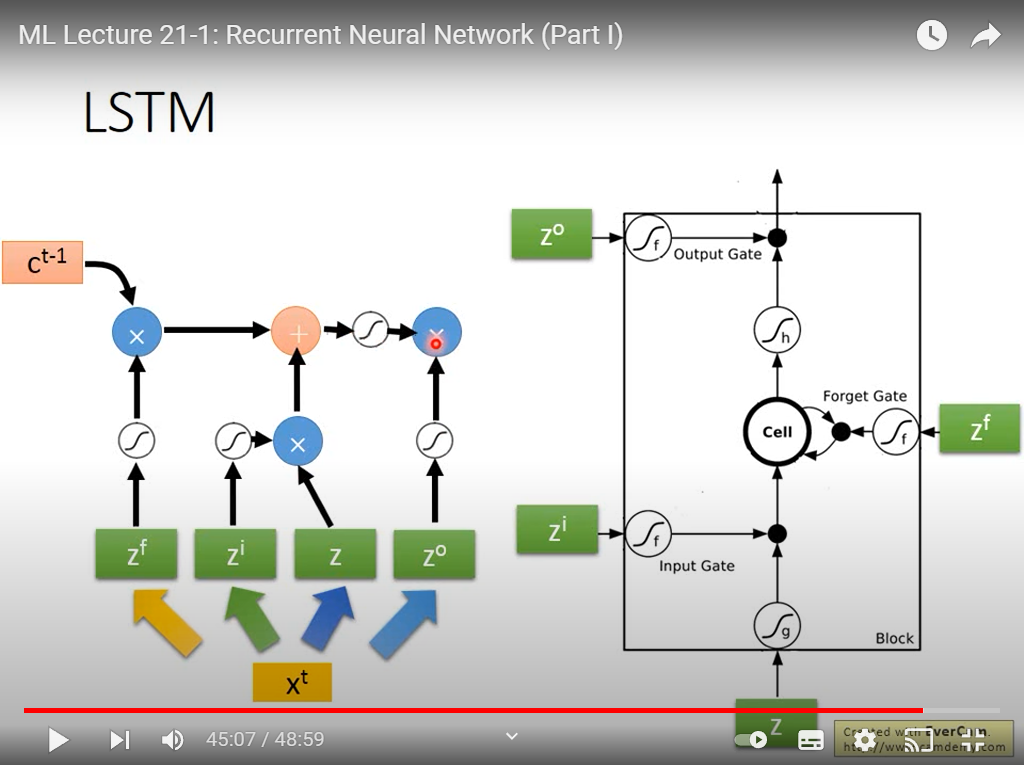 ML Lecture 21-1: Recurrent Neural Network (Part I)
LSTM
c^t-1
×
+
×
×
z^f
z^i
z
z^o
x^t
z^o
f
Output Gate
h
Forget Gate
Cell
f
z^f
z^i
f
Input Gate
g
Block
z
45:07 / 48:59
Created with EverCam.
http://www.camdemy.com